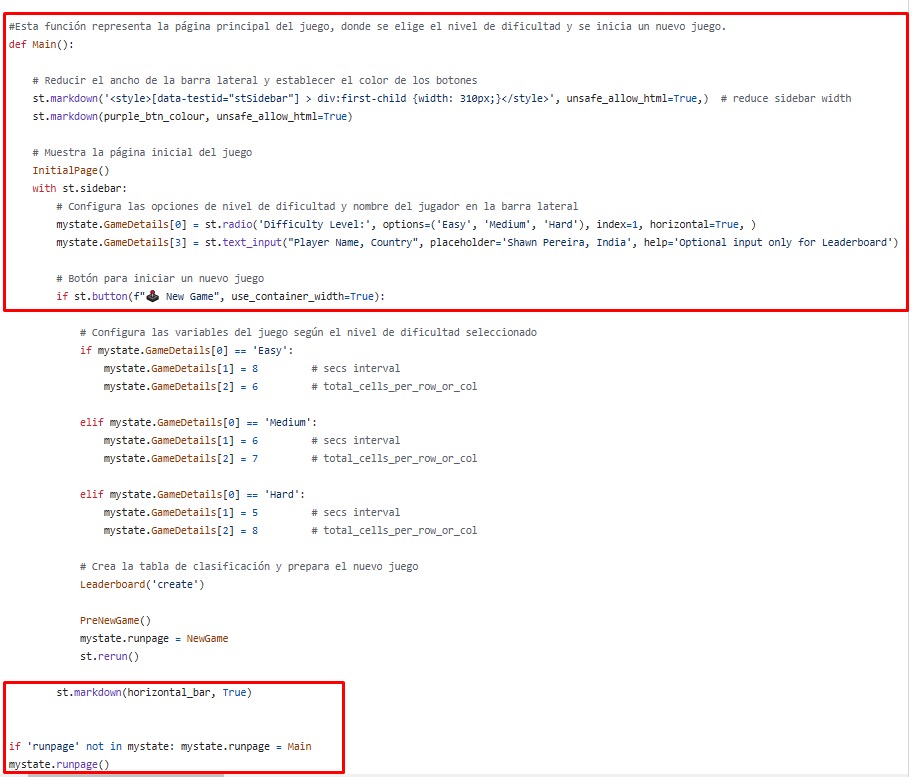 #Esta función representa la página principal del juego, donde se elige el nivel de dificultad y se inicia un nuevo juego.
def Main():
# Reducir el ancho de la barra lateral y establecer el color de los botones
st.markdown('<style>[data-testid="stSidebar"] > div:first-child {width: 310px;}</style>', unsafe_allow_html=True,)  # reduce sidebar width
st.markdown(purple_btn_colour, unsafe_allow_html=True)
# Muestra la página inicial del juego
InitialPage()
with st.sidebar:
# Configura las opciones de nivel de dificultad y nombre del jugador en la barra lateral
mystate.GameDetails[0] = st.radio('Difficulty Level:', options=('Easy', 'Medium', 'Hard'), index=1, horizontal=True, )
mystate.GameDetails[3] = st.text_input("Player Name, Country", placeholder='Shawn Pereira, India', help='Optional input only for Leaderboard')
# Botón para iniciar un nuevo juego
if st.button(f"🕹️ New Game", use_container_width=True):
# Configura las variables del juego según el nivel de dificultad seleccionado
if mystate.GameDetails[0] == 'Easy':
mystate.GameDetails[1] = 8         # secs interval
mystate.GameDetails[2] = 6         # total_cells_per_row_or_col
elif mystate.GameDetails[0] == 'Medium':
mystate.GameDetails[1] = 6         # secs interval
mystate.GameDetails[2] = 7         # total_cells_per_row_or_col
elif mystate.GameDetails[0] == 'Hard':
mystate.GameDetails[1] = 5         # secs interval
mystate.GameDetails[2] = 8         # total_cells_per_row_or_col
# Crea la tabla de clasificación y prepara el nuevo juego
Leaderboard('create')
PreNewGame()
mystate.runpage = NewGame
st.rerun()
st.markdown(horizontal_bar, True)
if 'runpage' not in mystate: mystate.runpage = Main
mystate.runpage()